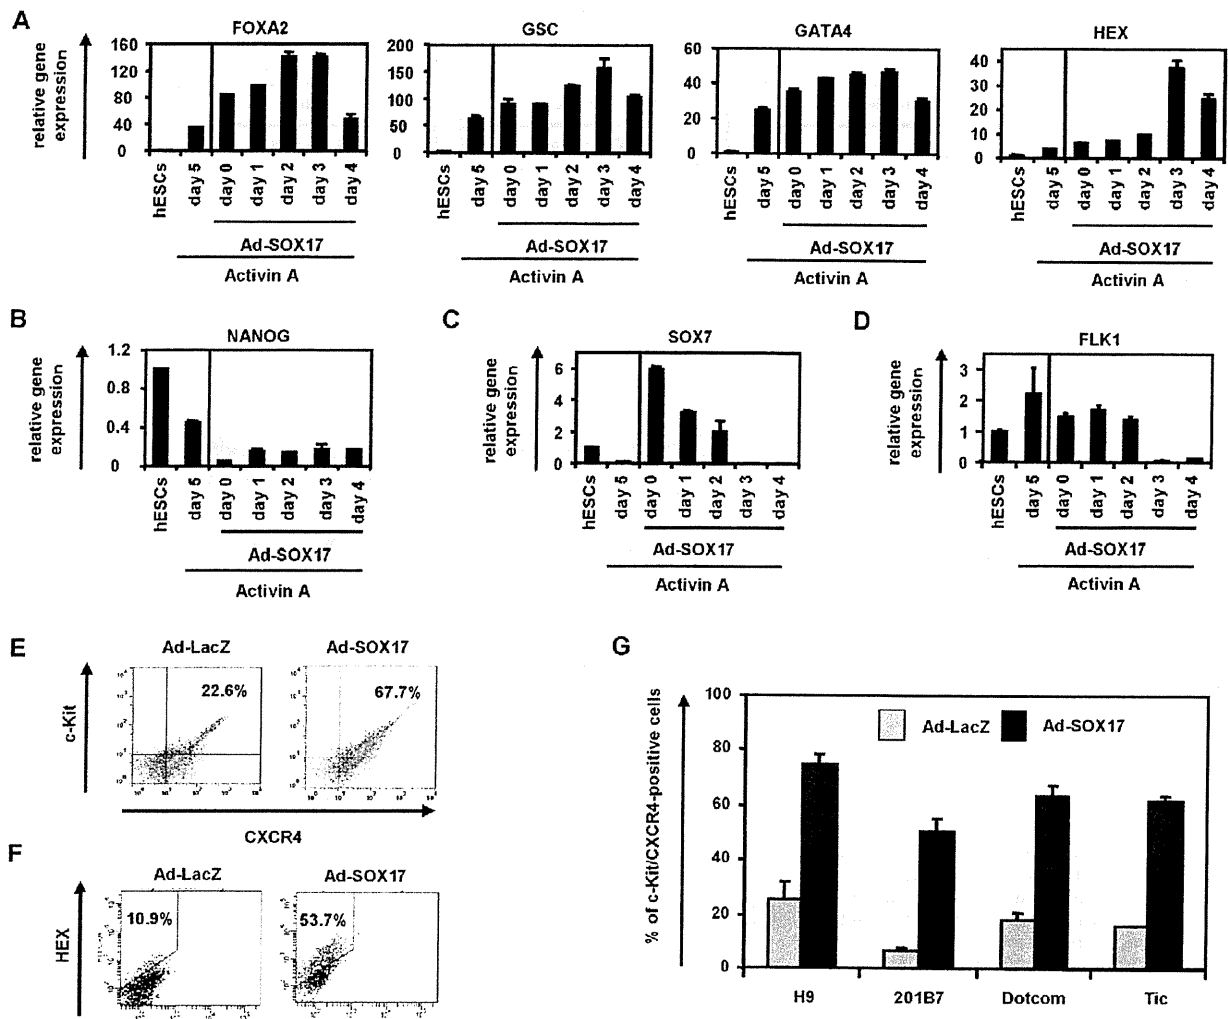 A
FOXA2
GSC
GATA4
HEX
relative gene expression
160
120
80
40
0
200
150
100
50
0
60
40
20
0
40
30
20
10
0
hESCs day 5 day 0 day 1 day 2 day 3 day 4
hESCs day 5 day 0 day 1 day 2 day 3 day 4
hESCs day 5 day 0 day 1 day 2 day 3 day 4
hESCs day 5 day 0 day 1 day 2 day 3 day 4
Ad-SOX17 Ad-SOX17 Ad-SOX17 Ad-SOX17
Activin A Activin A Activin A Activin A
B
NANOG
relative gene expression
1.2
0.8
0.4
0
hESCs day 5 day 0 day 1 day 2 day 3 day 4
Ad-SOX17
Activin A
C
SOX7
relative gene expression
6
4
2
0
hESCs day 5 day 0 day 1 day 2 day 3 day 4
Ad-SOX17
Activin A
D
FLK1
relative gene expression
3
2
1
0
hESCs day 5 day 0 day 1 day 2 day 3 day 4
Ad-SOX17
Activin A
E
Ad-LacZ
Ad-SOX17
c-Kit
22.6%
67.7%
CXCR4
F
Ad-LacZ
Ad-SOX17
HEX
10.9%
53.7%
G
% of c-Kit/CXCR4-positive cells
100
80
60
40
20
0
Ad-LacZ
Ad-SOX17
H9
201B7
Dotcom
Tic